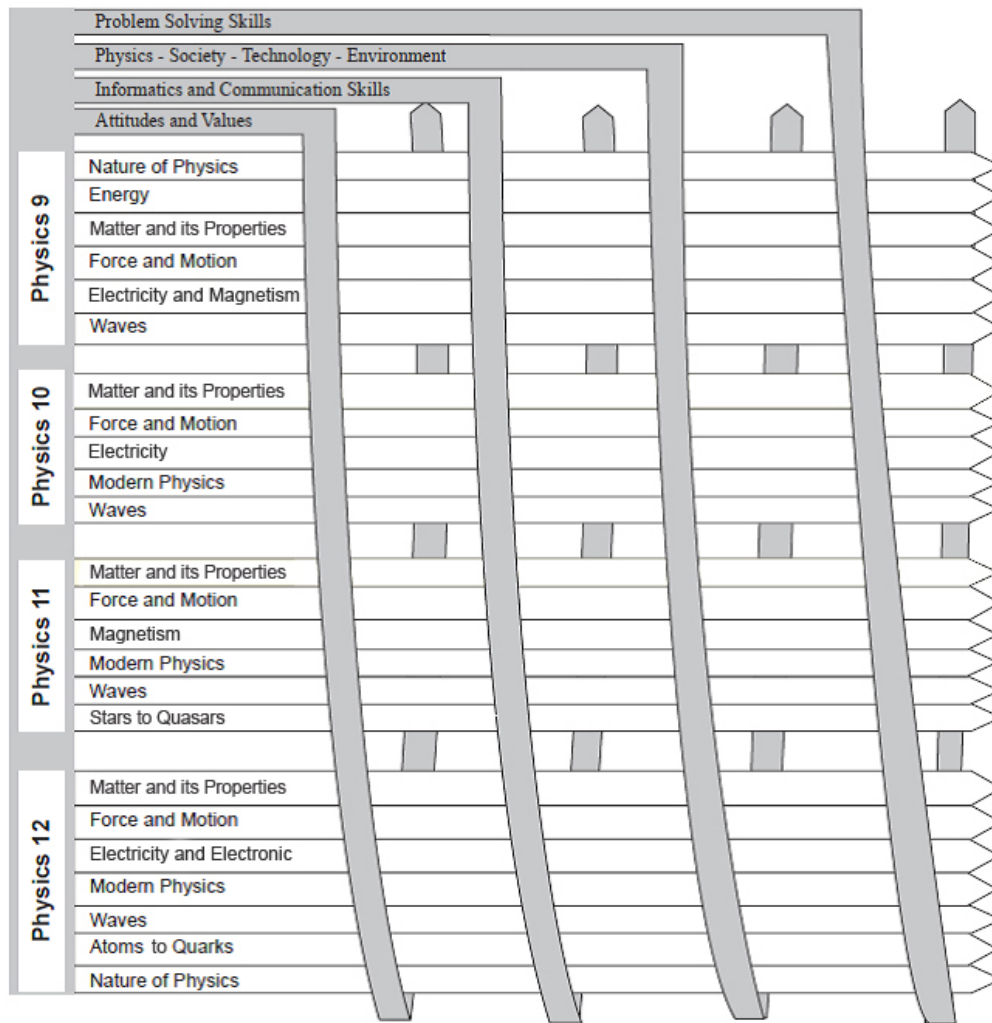 Problem Solving Skills
Physics - Society - Technology - Environment
Informatics and Communication Skills
Attitudes and Values
Physics 9
Nature of Physics
Energy
Matter and its Properties
Force and Motion
Electricity and Magnetism
Waves
Physics 10
Matter and its Properties
Force and Motion
Electricity
Modern Physics
Waves
Physics 11
Matter and its Properties
Force and Motion
Magnetism
Modern Physics
Waves
Stars to Quasars
Physics 12
Matter and its Properties
Force and Motion
Electricity and Electronic
Modern Physics
Waves
Atoms to Quarks
Nature of Physics